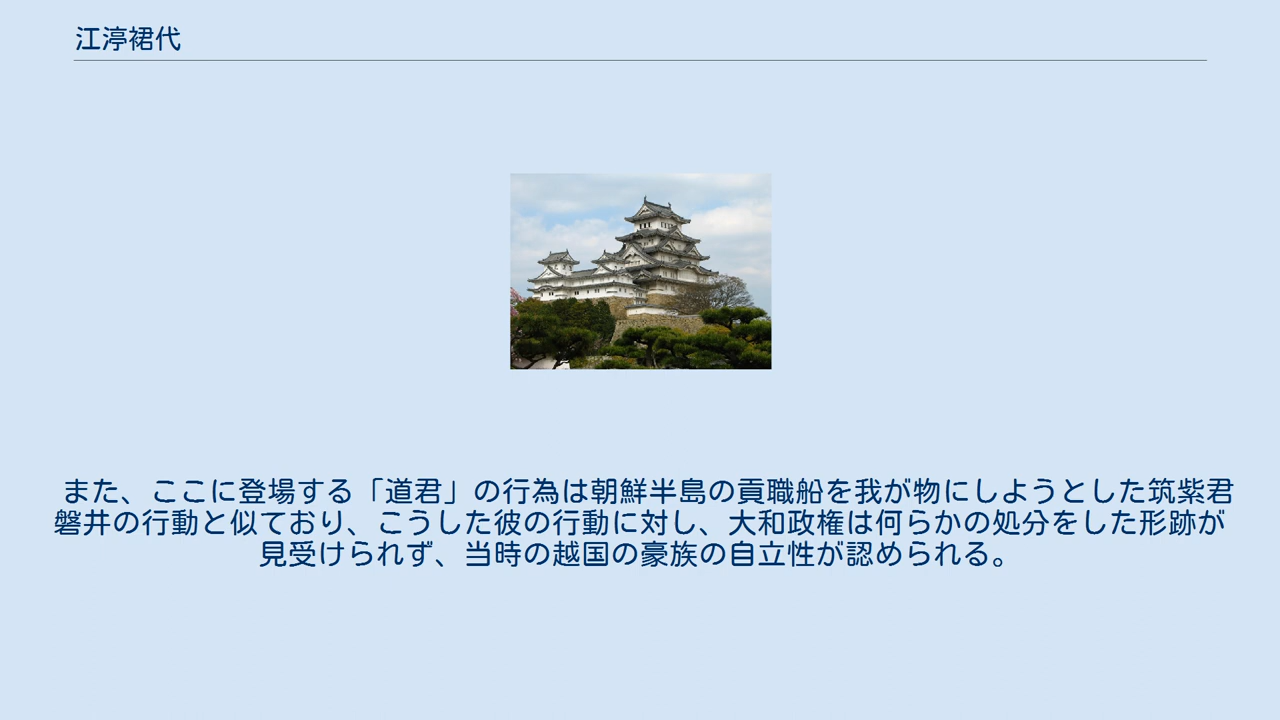 江渟裙代
また、ここに登場する「道君」の行為は朝鮮半島の貢職船を我が物にしようとした筑紫君
磐井の行動と似ており、こうした彼の行動に対し、大和政権は何らかの処分をした形跡が
見受けられず、当時の越国の豪族の自立性が認められる。